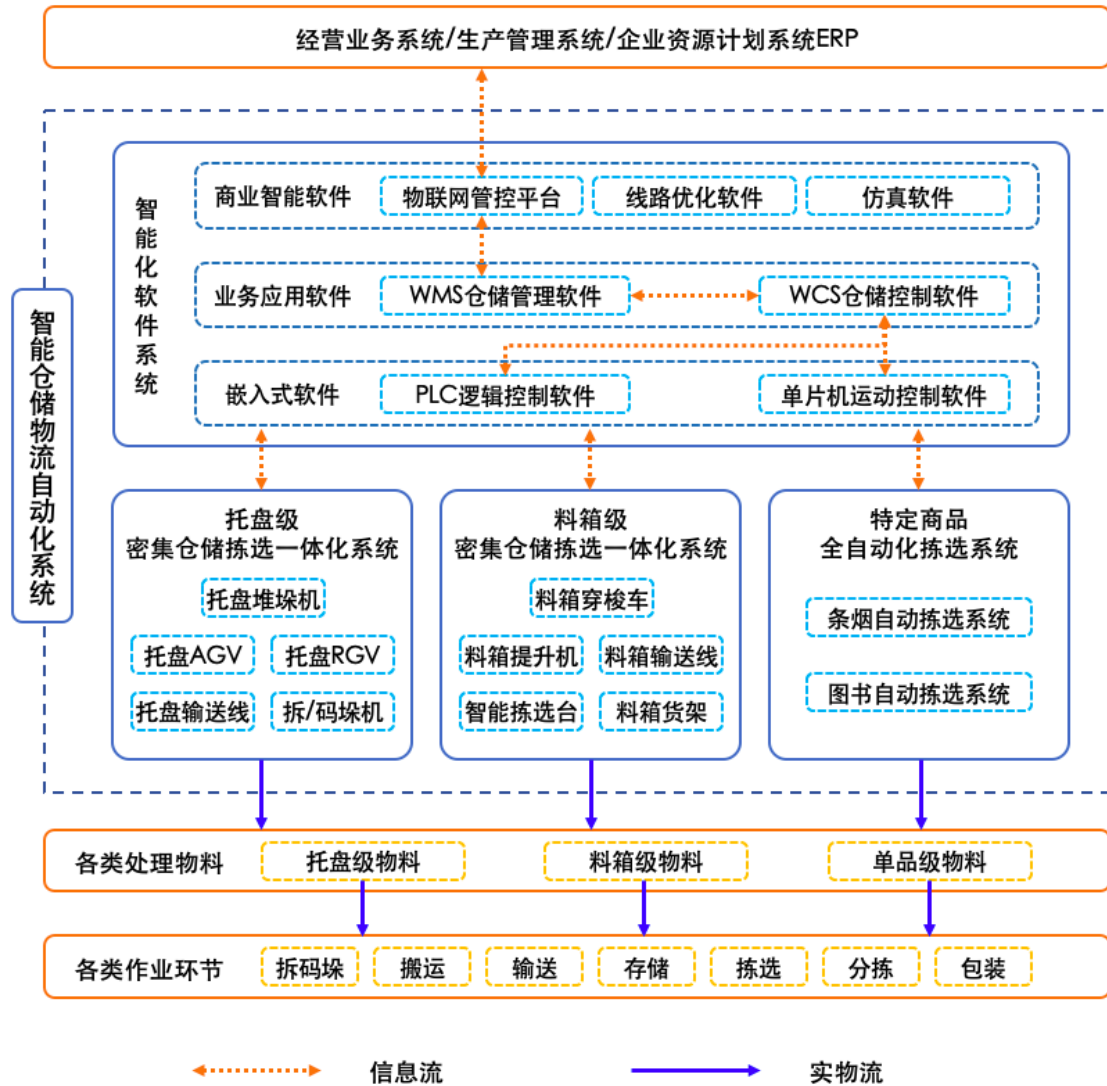 经营业务系统/生产管理系统/企业资源计划系统ERP
智能仓储物流自动化系统
智能化软件系统
商业智能软件
物联网管控平台
线路优化软件
仿真软件
业务应用软件
WMS仓储管理软件
WCS仓储控制软件
嵌入式软件
PLC逻辑控制软件
单片机运动控制软件
托盘级
密集仓储拣选一体化系统
托盘堆垛机
托盘AGV
托盘RGV
托盘输送线
拆/码垛机
料箱级
密集仓储拣选一体化系统
料箱穿梭车
料箱提升机
料箱输送线
智能拣选台
料箱货架
特定商品
全自动化拣选系统
条烟自动拣选系统
图书自动拣选系统
各类处理物料
托盘级物料
料箱级物料
单品级物料
各类作业环节
拆码垛
搬运
输送
存储
拣选
分拣
包装
信息流
实物流